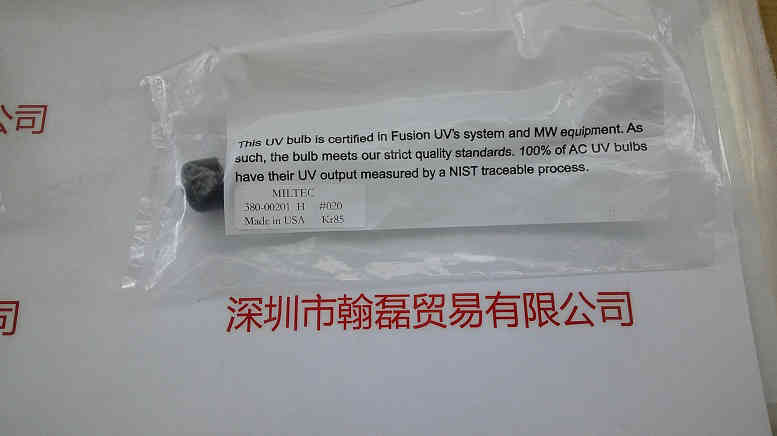 公司
This UV bulb is certified in Fusion UV's system and MW equipment. As
such, the bulb meets our strict quality standards. 100% of AC UV bulbs
have their UV output measured by a NIST traceable process.
MILTEC
380-00201 H #020
Made in USA Kr85
深圳市翰磊贸易有限公司
司